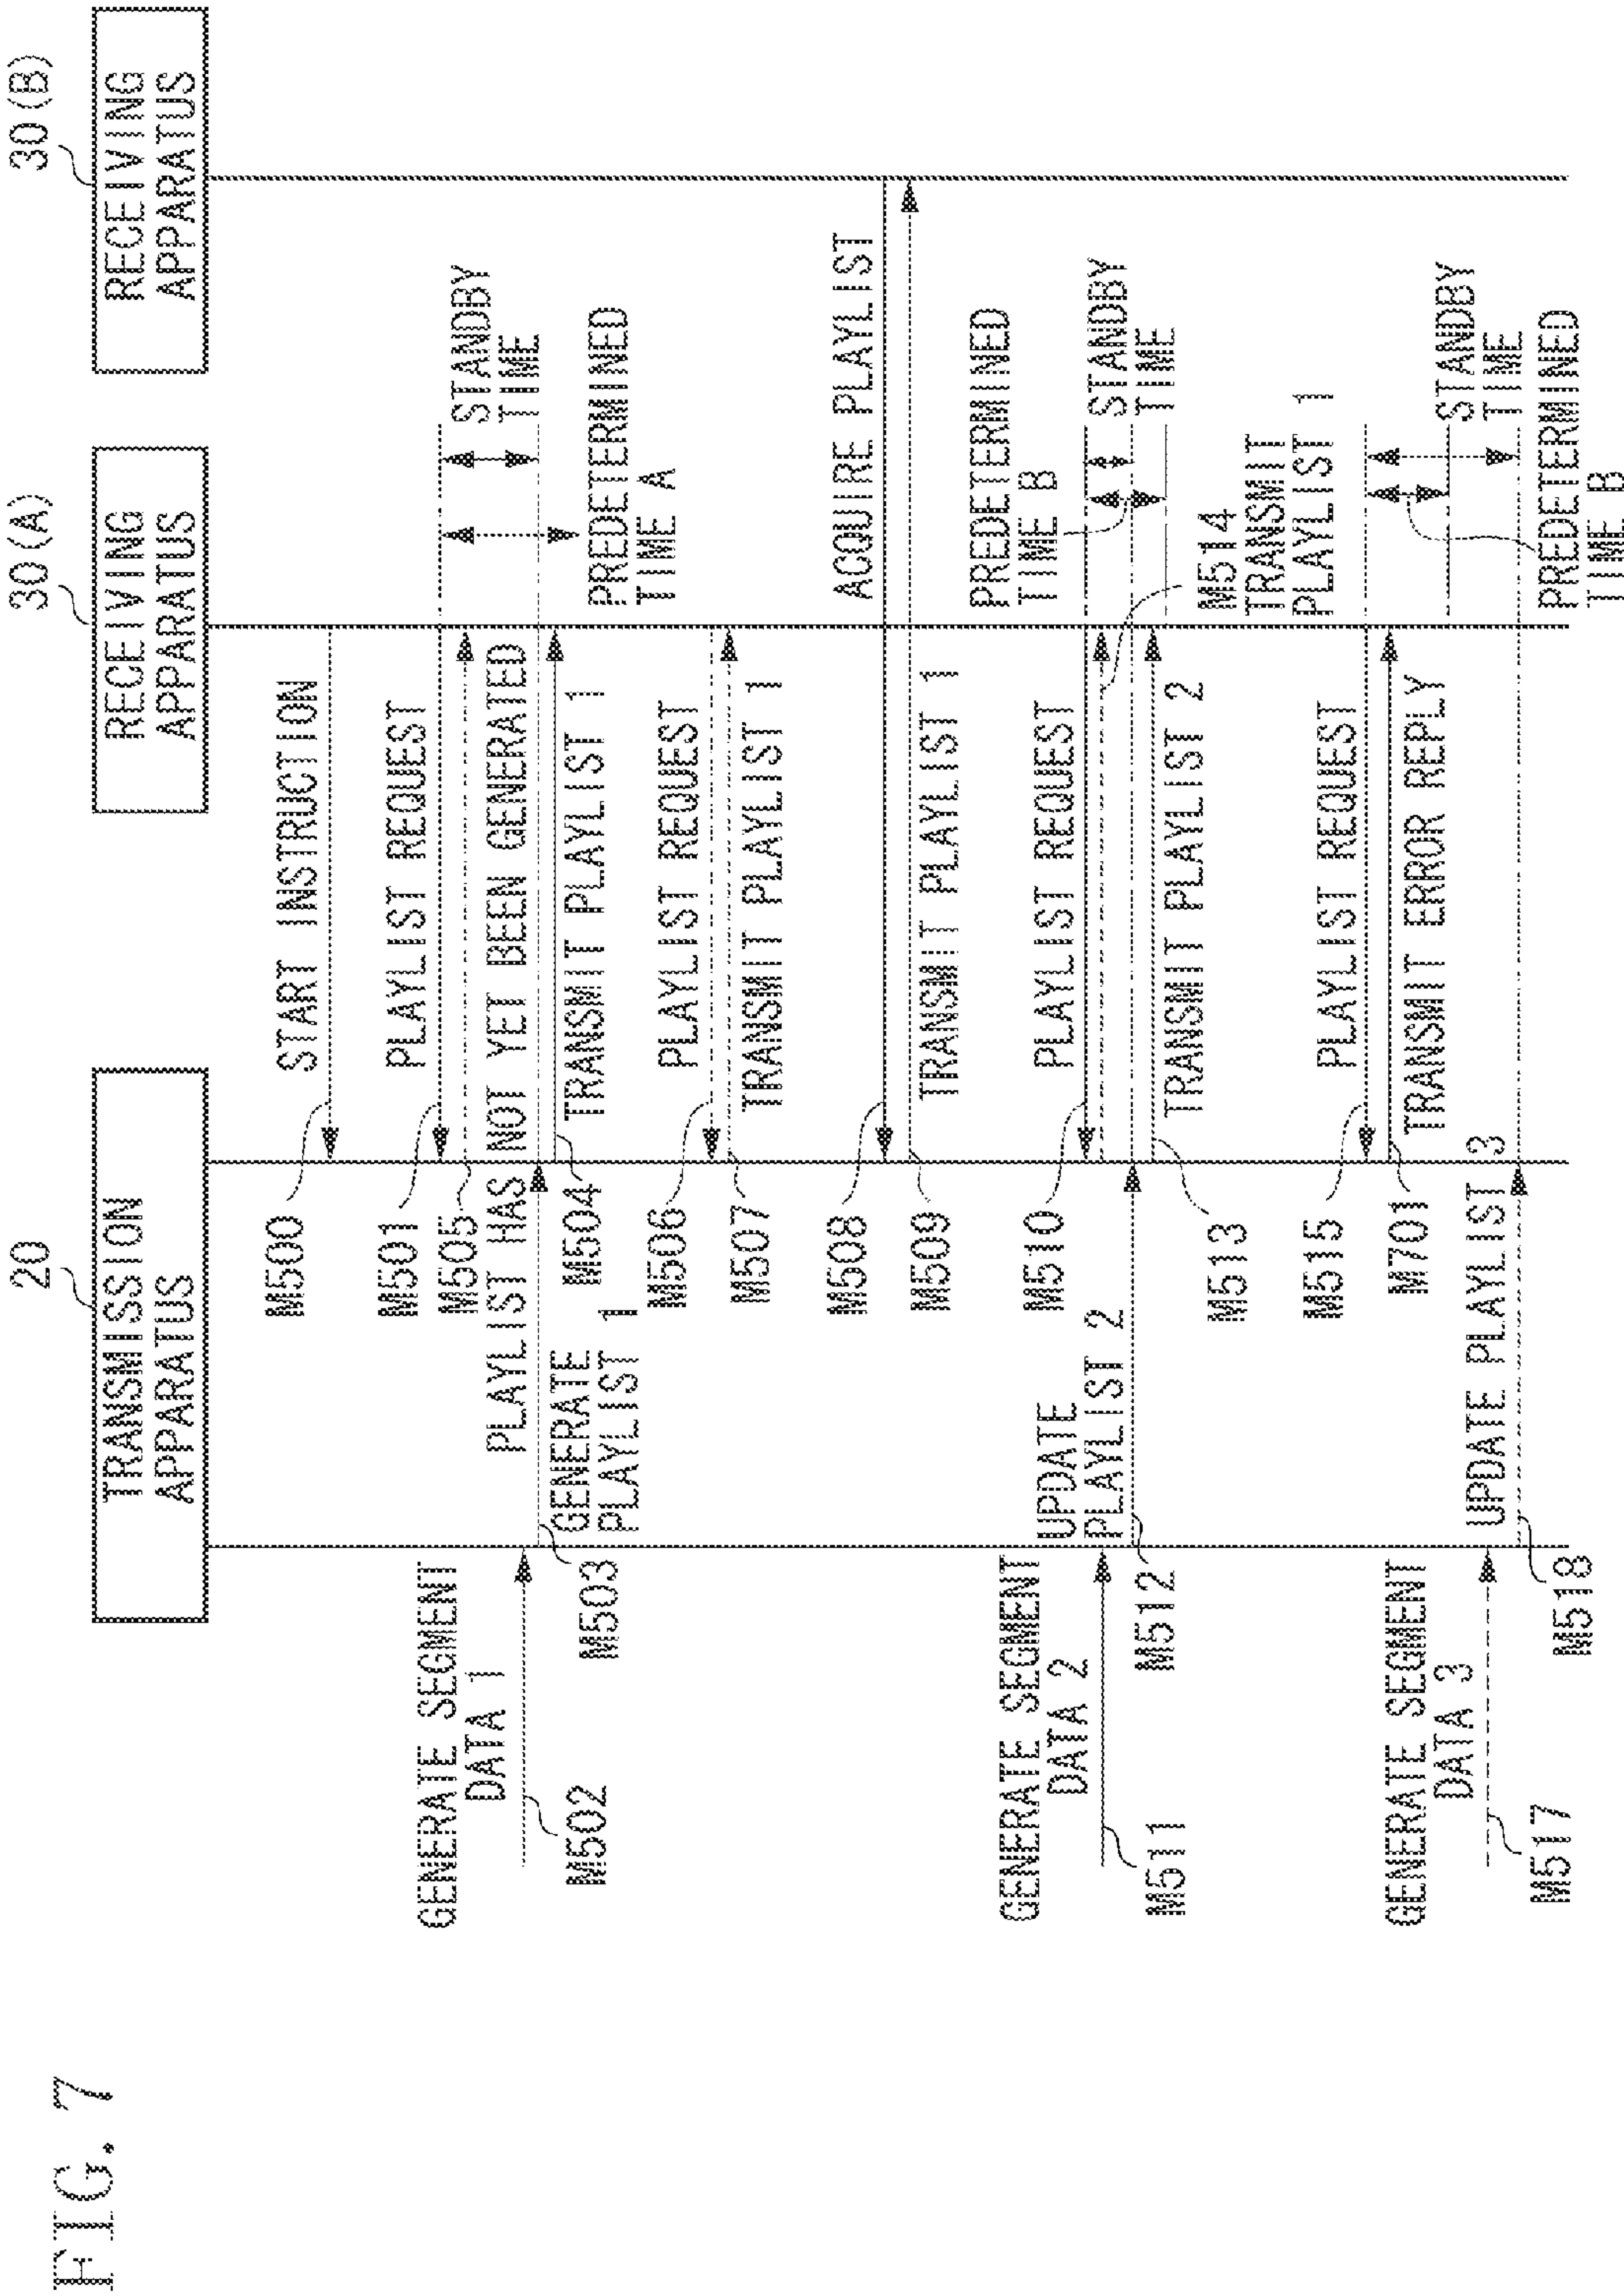 FIG. 7
20
TRANSMISSION
APPARATUS
30(A)
RECEIVING
APPARATUS
30(B)
RECEIVING
APPARATUS
START INSTRUCTION
M500
PLAYLIST REQUEST
M501
M505
PLAYLIST HAS NOT YET BEEN GENERATED
STANDBY
TIME
GENERATE SEGMENT
DATA 1
M502
M503
GENERATE
PLAYLIST 1
M504
TRANSMIT PLAYLIST 1
PREDETERMINED
TIME A
PLAYLIST REQUEST
M506
M507
TRANSMIT PLAYLIST 1
ACQUIRE PLAYLIST
M508
M509
TRANSMIT PLAYLIST 1
PREDETERMINED
TIME B
PLAYLIST REQUEST
M510
STANDBY
TIME
GENERATE SEGMENT
DATA 2
M511
UPDATE
PLAYLIST 2
M512
M513
TRANSMIT PLAYLIST 2
M514
TRANSMIT
PLAYLIST 1
PLAYLIST REQUEST
M515
M701
TRANSMIT ERROR REPLY
STANDBY
TIME
PREDETERMINED
TIME B
GENERATE SEGMENT
DATA 3
M517
UPDATE PLAYLIST 3
M518